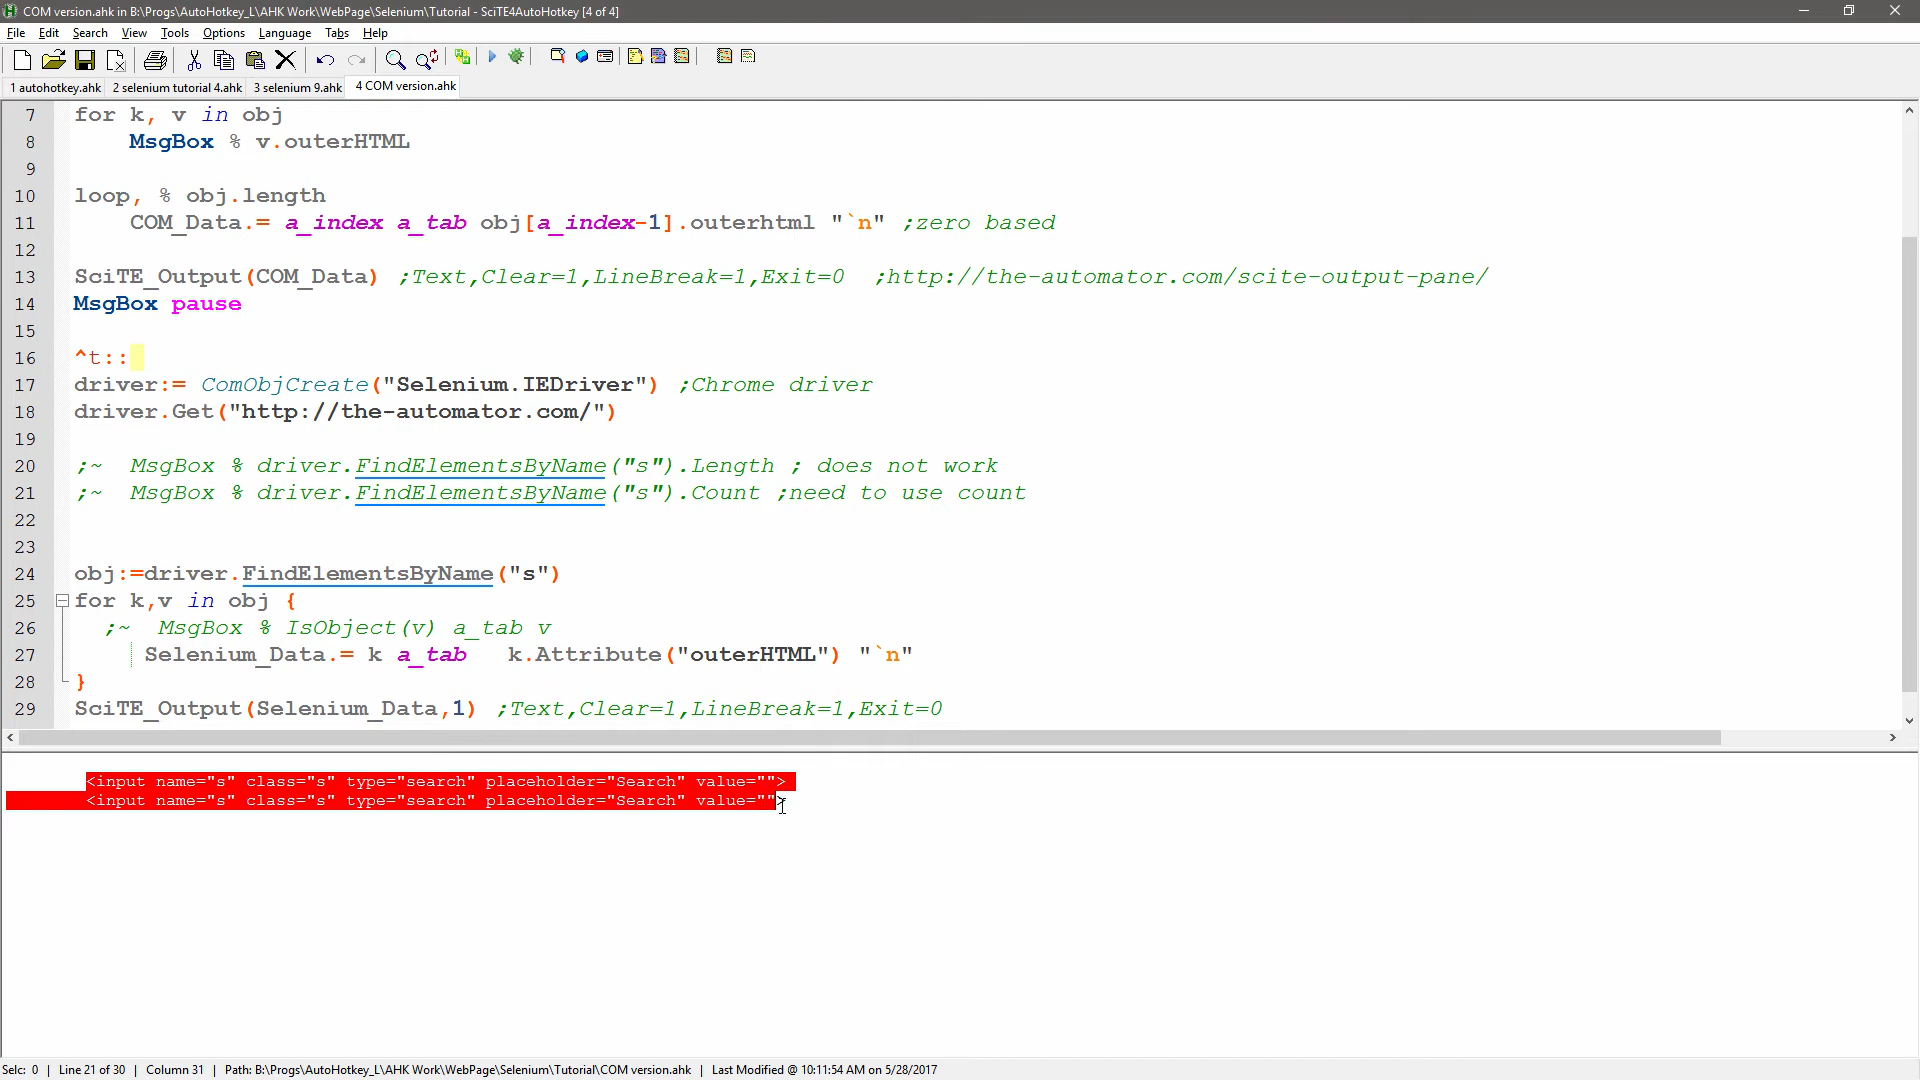 COM version.ahk in B:\Progs\AutoHotkey_L\AHK Work\WebPage\Selenium\Tutorial - SciTE4AutoHotkey [4 of 4]
File Edit Search View Tools Options Language Tabs Help
1 autohotkey.ahk 2 selenium tutorial 4.ahk 3 selenium 9.ahk 4 COM version.ahk
7 for k, v in obj
8 MsgBox % v.outerHTML
9
10 loop, % obj.length
11 COM_Data.= a_index a_tab obj[a_index-1].outerhtml "`n" ;zero based
12
13 SciTE_Output(COM_Data) ;Text,Clear=1,LineBreak=1,Exit=0 ;http://the-automator.com/scite-output-pane/
14 MsgBox pause
15
16 ^t::
17 driver:= ComObjCreate("Selenium.IEDriver") ;Chrome driver
18 driver.Get("http://the-automator.com/")
19
20 ;~ MsgBox % driver.FindElementsByName("s").Length ; does not work
21 ;~ MsgBox % driver.FindElementsByName("s").Count ;need to use count
22
23
24 obj:=driver.FindElementsByName("s")
25 for k,v in obj {
26 ;~ MsgBox % IsObject(v) a_tab v
27 Selenium_Data.= k a_tab k.Attribute("outerHTML") "`n"
28 }
29 SciTE_Output(Selenium_Data,1) ;Text,Clear=1,LineBreak=1,Exit=0
<input name="s" class="s" type="search" placeholder="Search" value="">
<input name="s" class="s" type="search" placeholder="Search" value="">
Selc: 0 | Line 21 of 30 | Column 31 | Path: B:\Progs\AutoHotkey_L\AHK Work\WebPage\Selenium\Tutorial\COM version.ahk | Last Modified @ 10:11:54 AM on 5/28/2017